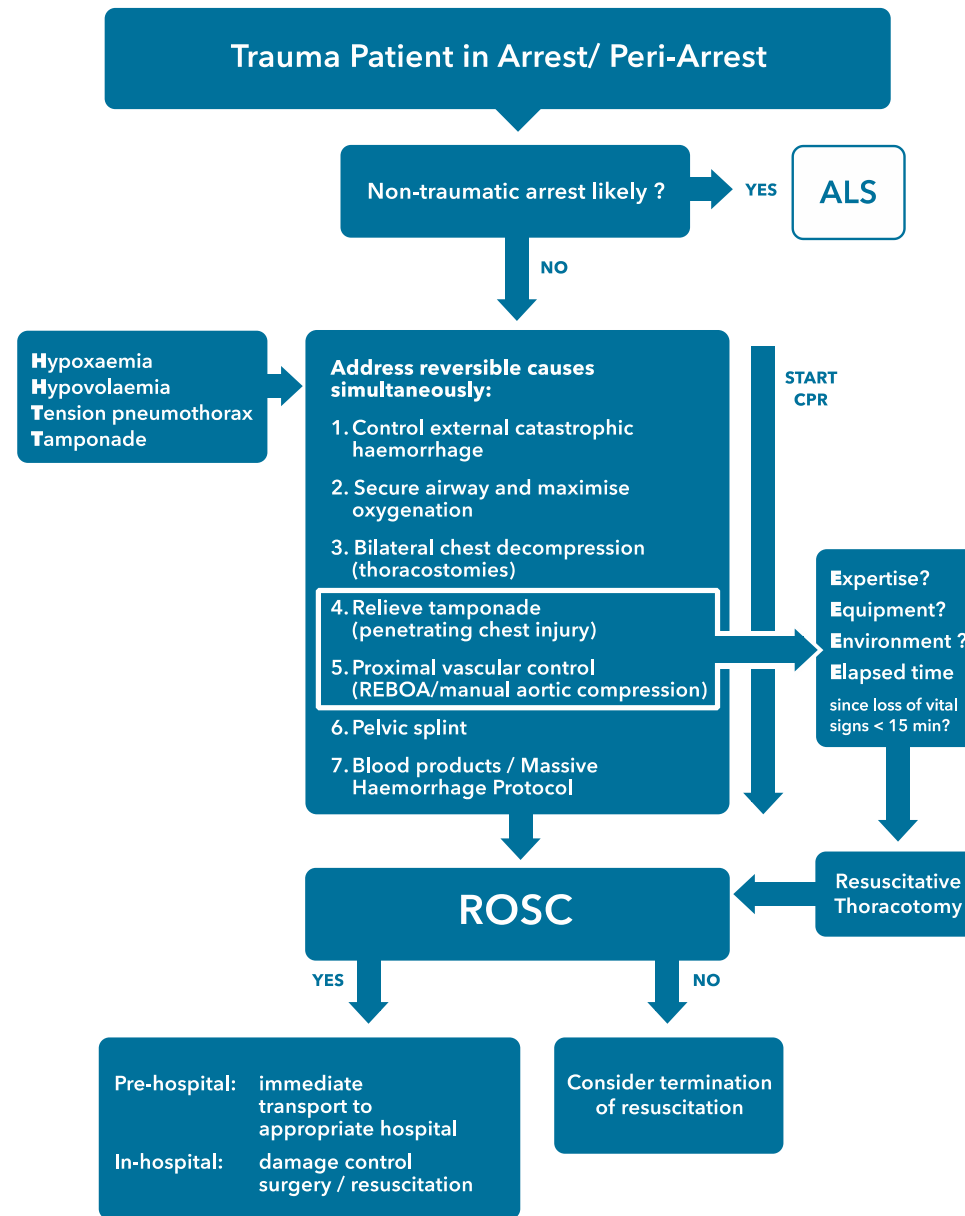 Trauma Patient in Arrest/ Peri-Arrest
Non-traumatic arrest likely ?
YES
ALS
NO
Hypoxaemia
Hypovolaemia
Tension pneumothorax
Tamponade
Address reversible causes
simultaneously:
1. Control external catastrophic
haemorrhage
2. Secure airway and maximise
oxygenation
3. Bilateral chest decompression
(thoracostomies)
4. Relieve tamponade
(penetrating chest injury)
5. Proximal vascular control
(REBOA/manual aortic compression)
6. Pelvic splint
7. Blood products / Massive
Haemorrhage Protocol
START
CPR
Expertise?
Equipment?
Environment ?
Elapsed time
since loss of vital
signs < 15 min?
Resuscitative
Thoracotomy
ROSC
YES
NO
Pre-hospital: immediate
transport to
appropriate hospital
In-hospital: damage control
surgery / resuscitation
Consider termination
of resuscitation